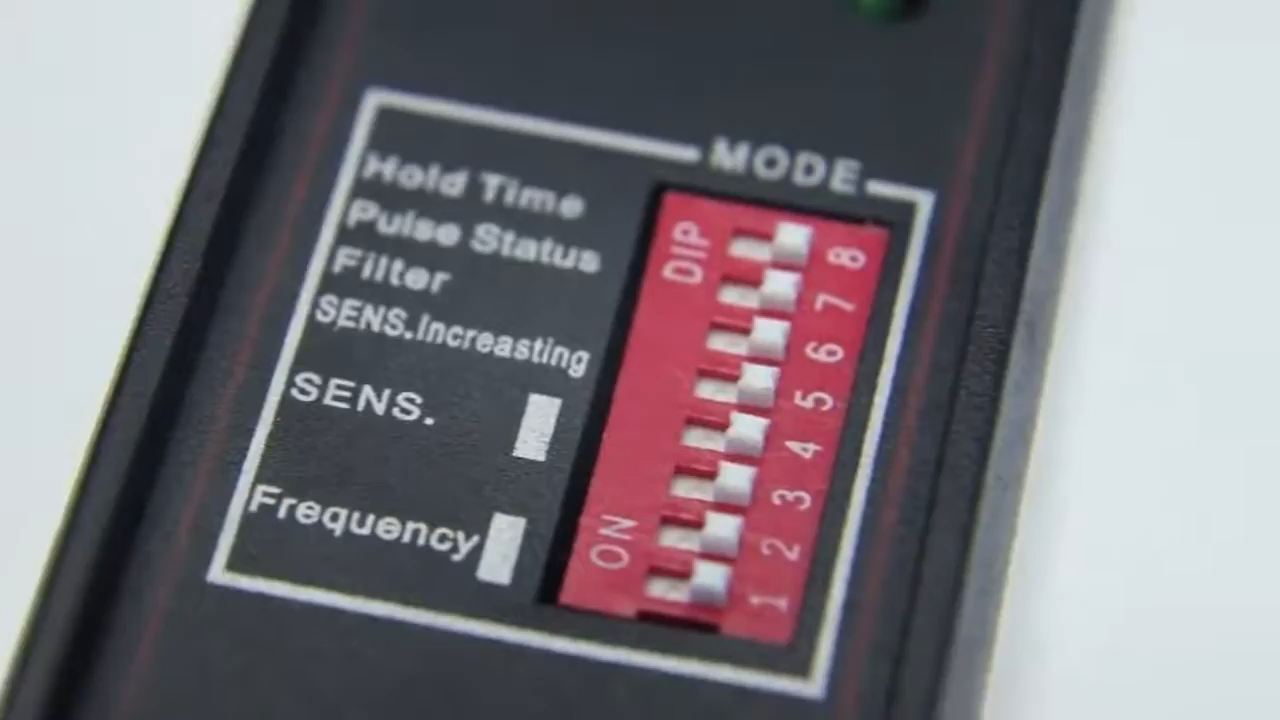 MODE
Hold Time
Pulse Status
Filter
SENS.Increasting
SENS.
Frequency
DIP
ON
8
7
6
5
4
3
2
1